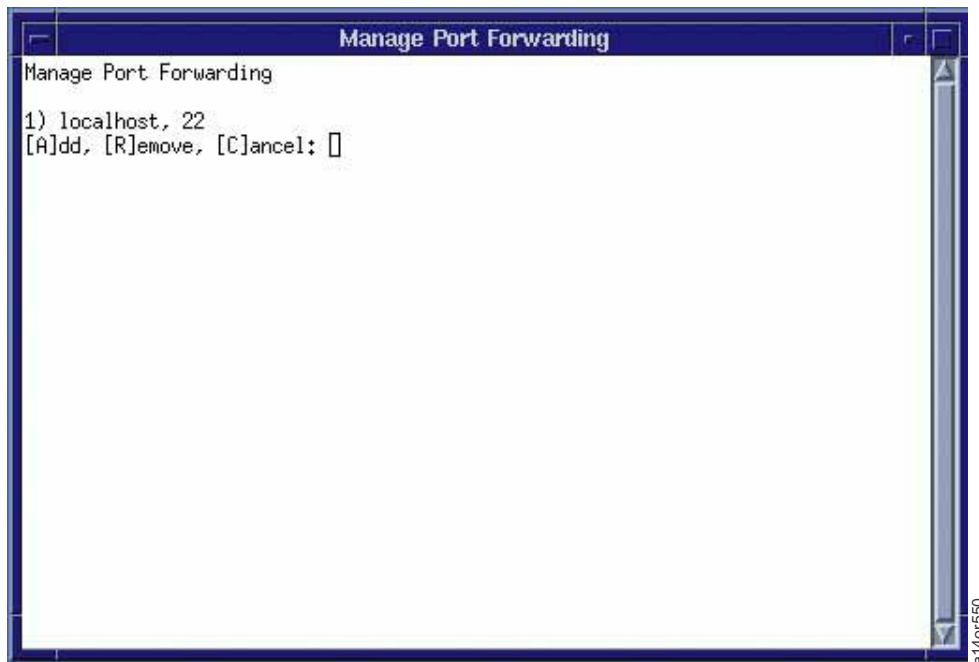 Manage Port Forwarding
Manage Port Forwarding
1) localhost, 22
[A]dd, [R]emove, [C]ancel: